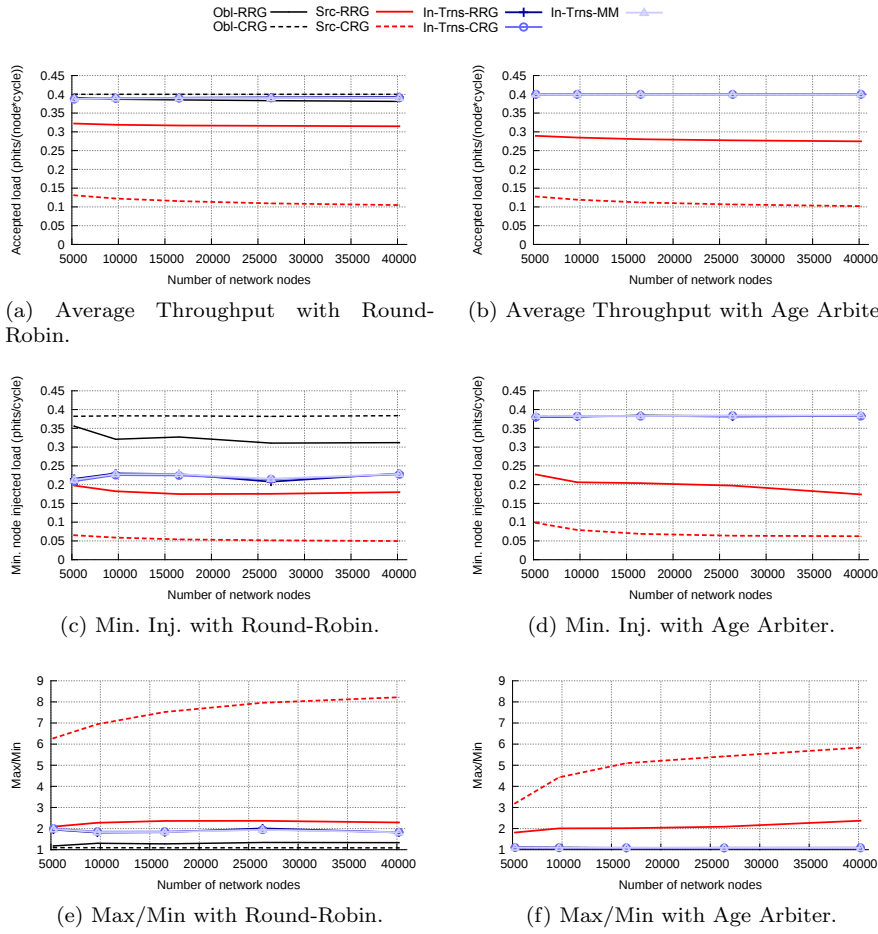 Obl-RRG Src-RRG In-Trns-RRG In-Trns-MM
Obl-CRG Src-CRG In-Trns-CRG
Accepted load (phits/(node*cycle))
0.45
0.4
0.35
0.3
0.25
0.2
0.15
0.1
0.05
0
5000 10000 15000 20000 25000 30000 35000 40000
Number of network nodes
(a) Average Throughput with Round-
Robin.
Accepted load (phits/(node*cycle))
0.45
0.4
0.35
0.3
0.25
0.2
0.15
0.1
0.05
0
5000 10000 15000 20000 25000 30000 35000 40000
Number of network nodes
(b) Average Throughput with Age Arbite
Min. node injected load (phits/cycle)
0.45
0.4
0.35
0.3
0.25
0.2
0.15
0.1
0.05
0
5000 10000 15000 20000 25000 30000 35000 40000
Number of network nodes
(c) Min. Inj. with Round-Robin.
Min. node injected load (phits/cycle)
0.45
0.4
0.35
0.3
0.25
0.2
0.15
0.1
0.05
0
5000 10000 15000 20000 25000 30000 35000 40000
Number of network nodes
(d) Min. Inj. with Age Arbiter.
Max/Min
9
8
7
6
5
4
3
2
1
5000 10000 15000 20000 25000 30000 35000 40000
Number of network nodes
(e) Max/Min with Round-Robin.
Max/Min
9
8
7
6
5
4
3
2
1
5000 10000 15000 20000 25000 30000 35000 40000
Number of network nodes
(f) Max/Min with Age Arbiter.